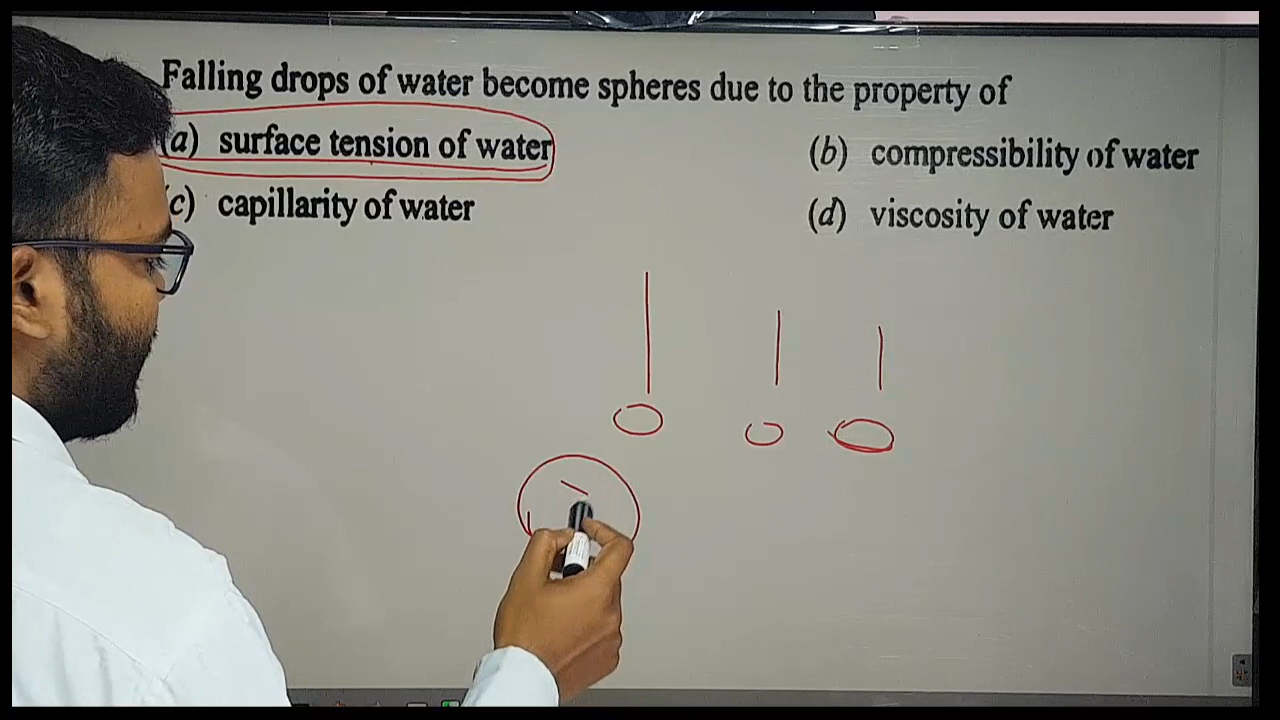 Falling drops of water become spheres due to the property of
(a) surface tension of water
(b) compressibility of water
c) capillarity of water
(d) viscosity of water